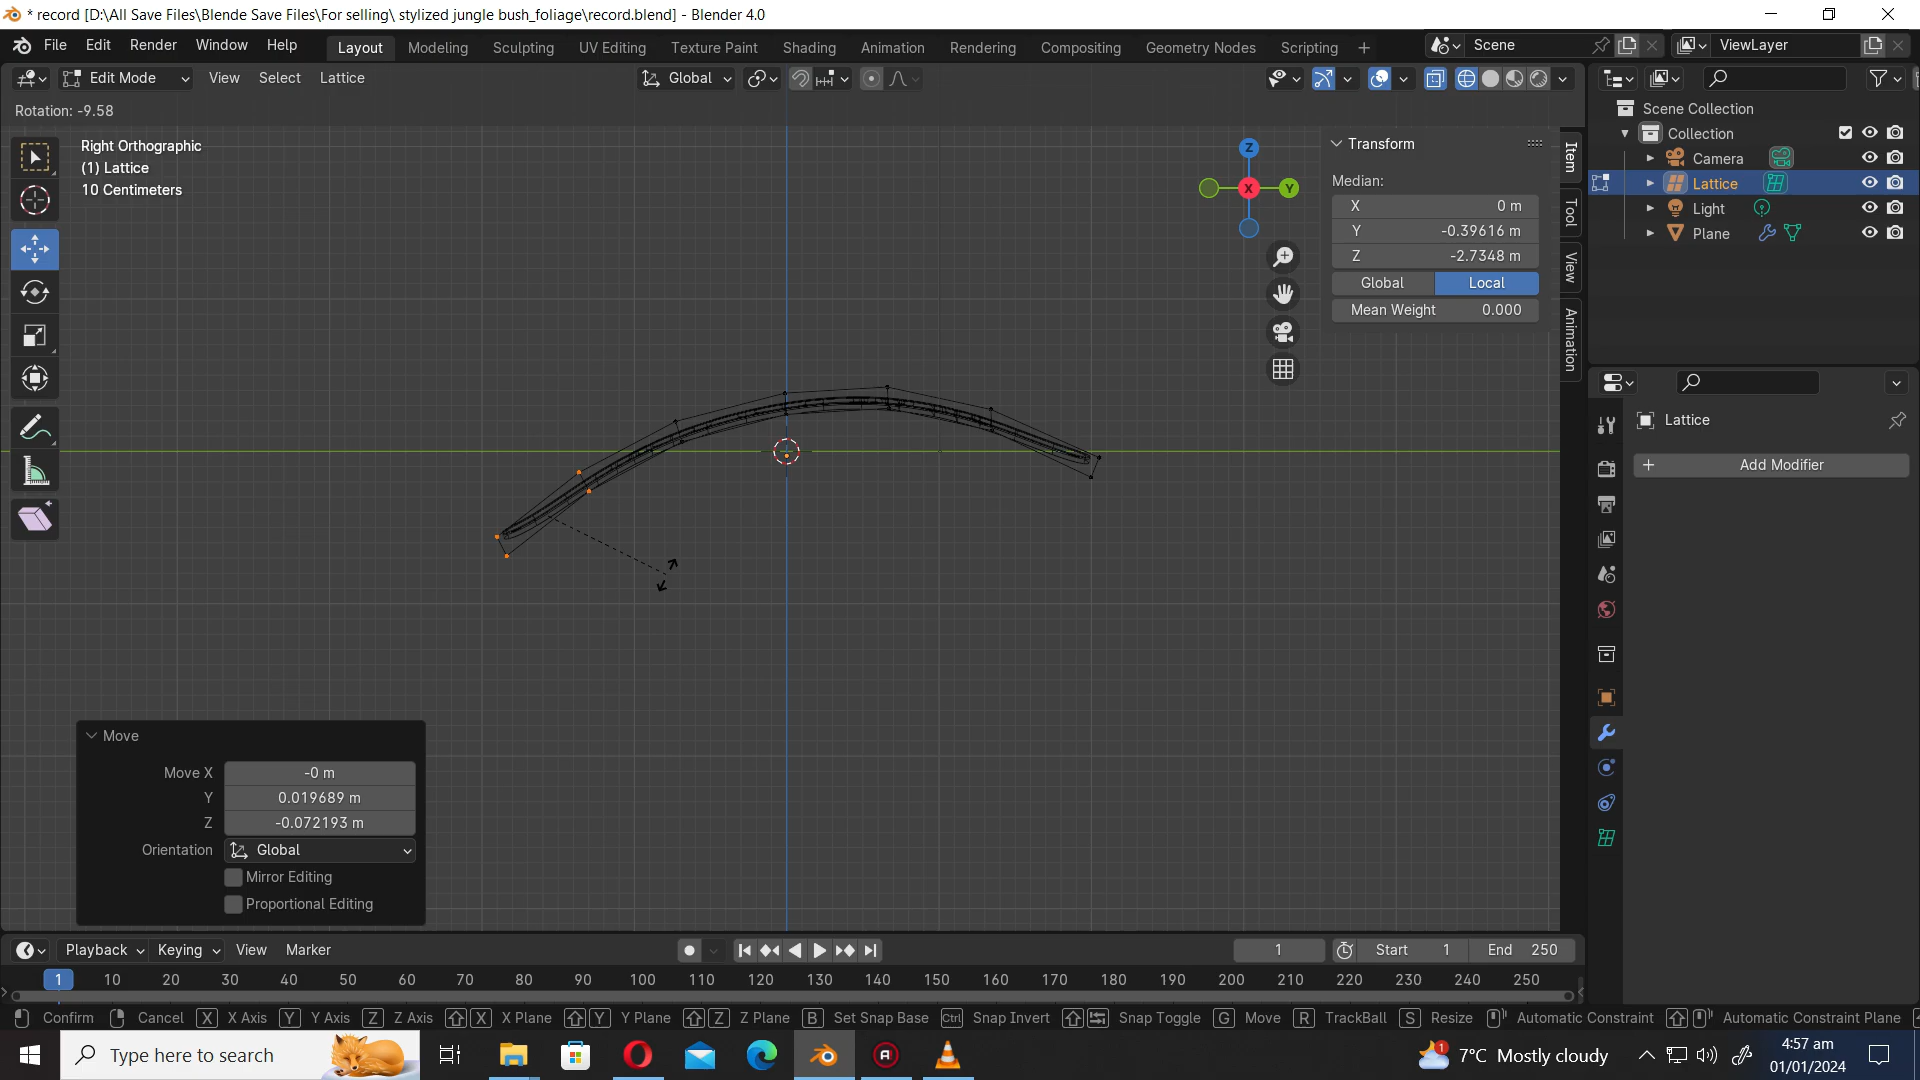 * record [D:\All Save Files\Blende Save Files\For selling\ stylized jungle bush_foliage\record.blend] - Blender 4.0
File Edit Render Window Help Layout Modeling Sculpting UV Editing Texture Paint Shading Animation Rendering Compositing Geometry Nodes Scripting + Scene ViewLayer
Edit Mode View Select Lattice Global
Rotation: -9.58
Right Orthographic
(1) Lattice
10 Centimeters
Z
X
Y
Transform
Median:
X 0 m
Y -0.39616 m
Z -2.7348 m
Global Local
Mean Weight 0.000
Item
Tool
View
Animation
Scene Collection
Collection
Camera
Lattice
Light
Plane
Lattice
+ Add Modifier
Move
Move X -0 m
Y 0.019689 m
Z -0.072193 m
Orientation Global
Mirror Editing
Proportional Editing
Playback Keying View Marker 1 Start 1 End 250
1 10 20 30 40 50 60 70 80 90 100 110 120 130 140 150 160 170 180 190 200 210 220 230 240 250
Confirm Cancel X X Axis Y Y Axis Z Z Axis X X Plane Y Y Plane Z Z Plane B Set Snap Base Ctrl Snap Invert Snap Toggle G Move R TrackBall S Resize Automatic Constraint Automatic Constraint Plane
Type here to search
1 7°C Mostly cloudy
4:57 am
01/01/2024